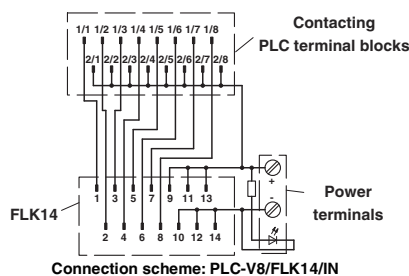 Contacting
PLC terminal blocks
1/1 1/2 1/3 1/4 1/5 1/6 1/7 1/8
2/1 2/2 2/3 2/4 2/5 2/6 2/7 2/8
1 3 5 7 9 11 13
+
-
Power
terminals
FLK14
2 4 6 8 10 12 14
Connection scheme: PLC-V8/FLK14/IN